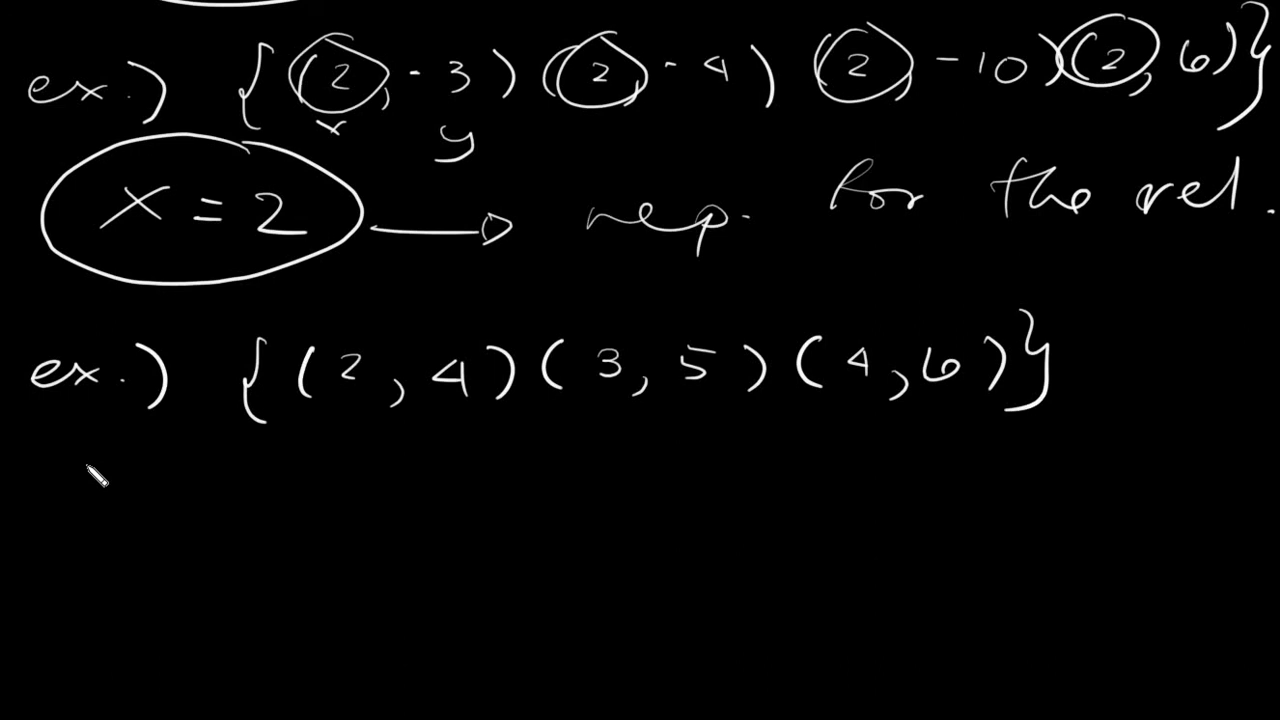 ex.) {(2, -3) (2 -4) (2, -10) (2, 6)}
x y
x = 2 → rep. for the rel.
ex.) {(2, 4) (3, 5) (4, 6)}